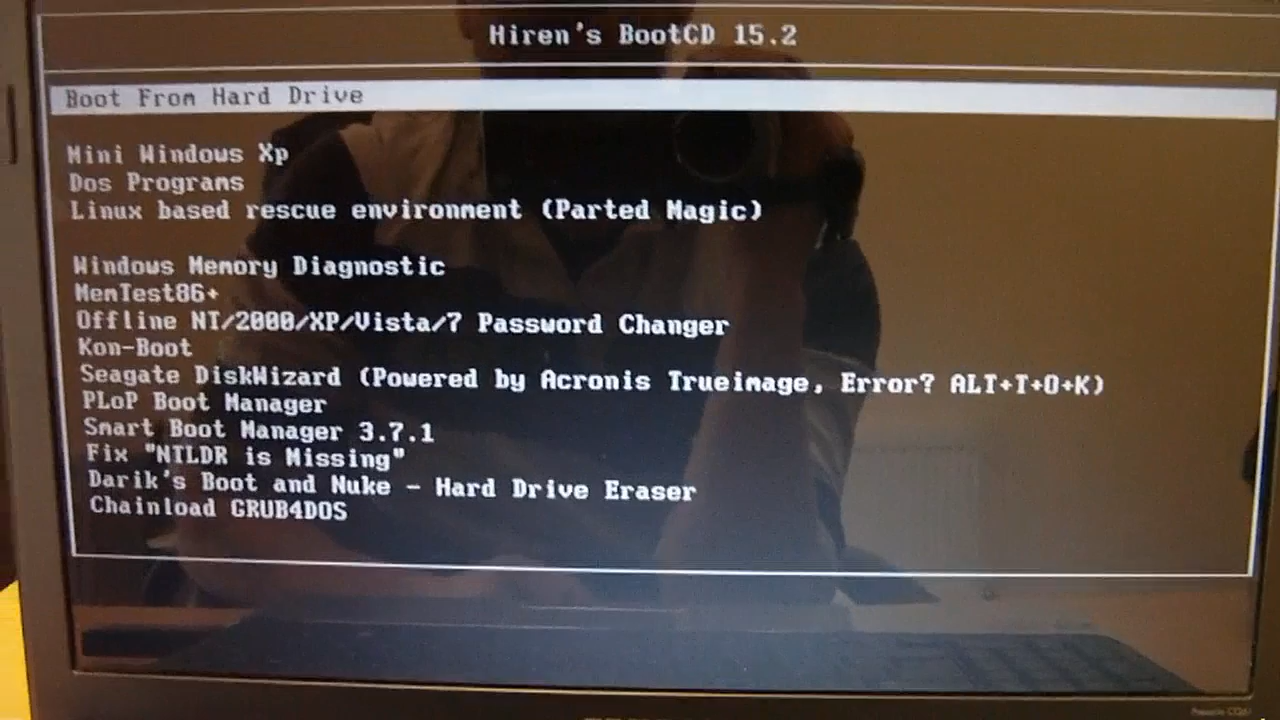 Hiren's BootCD 15.2
Boot From Hard Drive
Mini Windows Xp
Dos Programs
Linux based rescue environment (Parted Magic)
Windows Memory Diagnostic
MemTest86+
Offline NT/2000/XP/Vista/7 Password Changer
Kon-Boot
Seagate DiskWizard (Powered by Acronis Trueimage, Error? ALT+T+O+K)
PLoP Boot Manager
Smart Boot Manager 3.7.1
Fix "NTLDR is Missing"
Darik's Boot and Nuke - Hard Drive Eraser
Chainload GRUB4DOS